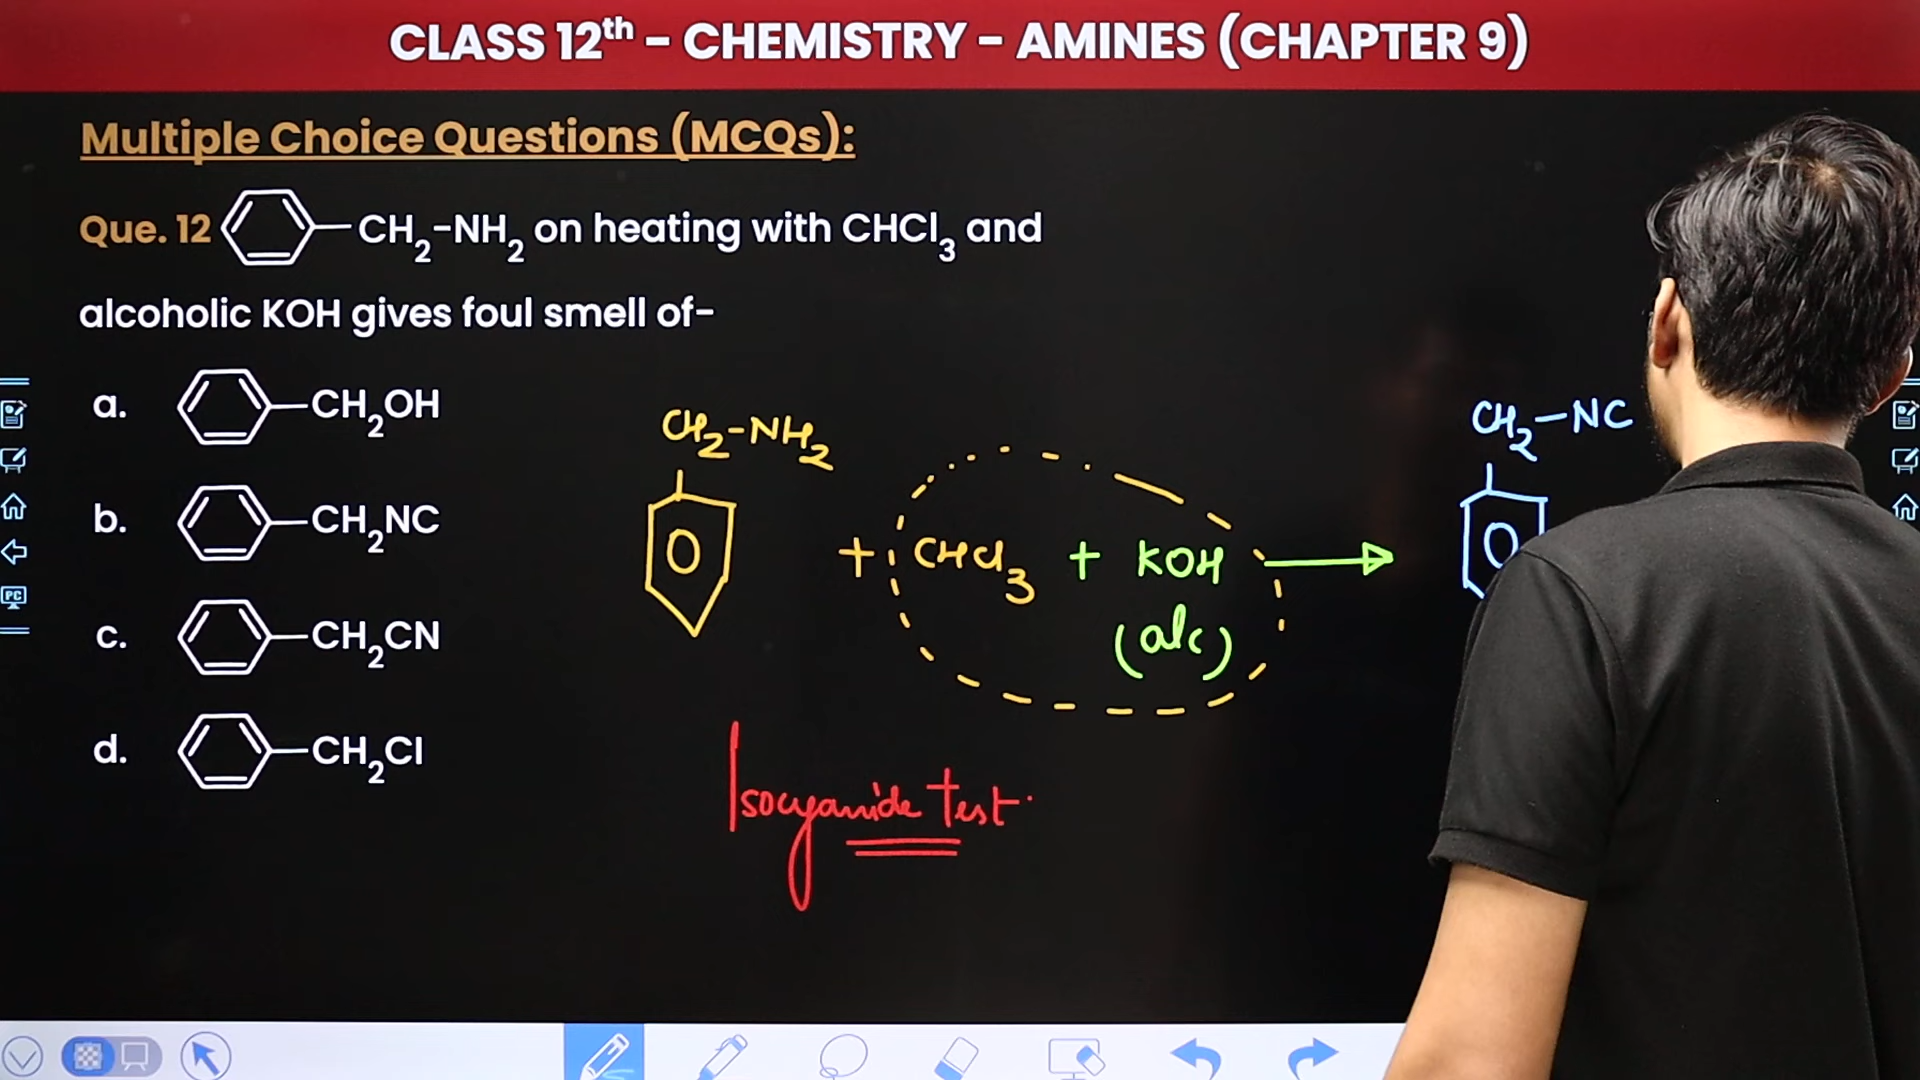 CLASS 12th - CHEMISTRY - AMINES (CHAPTER 9)
Multiple Choice Questions (MCQs):
Que. 12 CH2-NH2 on heating with CHCl3 and
alcoholic KOH gives foul smell of-
a. CH2OH
b. CH2NC
c. CH2CN
d. CH2Cl
CH2-NH2
+ CHCl3 + KOH
(alc)
CH2-NC
Isocyanide Test
PC